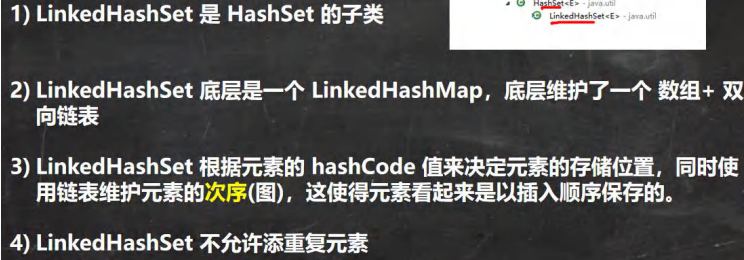 1) LinkedHashSet 是 HashSet 的子类
HashSet<E> - java.util
LinkedHashSet<E> - java.util
2) LinkedHashSet 底层是一个 LinkedHashMap，底层维护了一个 数组+ 双
向链表
3) LinkedHashSet 根据元素的 hashCode 值来决定元素的存储位置，同时使
用链表维护元素的次序(图)，这使得元素看起来是以插入顺序保存的。
4) LinkedHashSet 不允许添重复元素